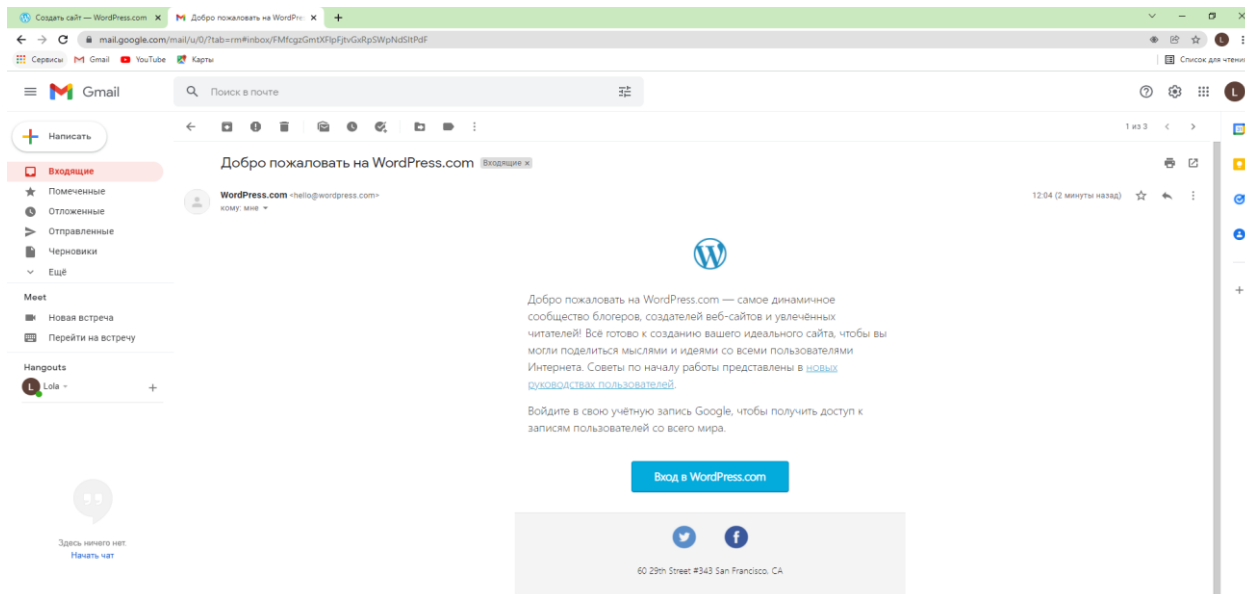 Создать сайт — WordPress.com
Добро пожаловать на WordPre
mail.google.com/mail/u/0/?tab=rm#inbox/FMfcgzGmtXFlpFjtvGxRpSWpNdSltPdF
L
Сервисы Gmail YouTube Карты
Список для чтени
Gmail
Поиск в почте
L
Написать
1 из 3
Входящие
Помеченные
Отложенные
Отправленные
Черновики
Ещё
Meet
Новая встреча
Перейти на встречу
Hangouts
L Lola
Здесь ничего нет.
Начать чат
Добро пожаловать на WordPress.com Входящие x
WordPress.com <hello@wordpress.com>
12:04 (2 минуты назад)
кому: мне
Добро пожаловать на WordPress.com — самое динамичное
сообщество блогеров, создателей веб-сайтов и увлечённых
читателей! Всё готово к созданию вашего идеального сайта, чтобы вы
могли поделиться мыслями и идеями со всеми пользователями
Интернета. Советы по началу работы представлены в новых
руководствах пользователей.
Войдите в свою учётную запись Google, чтобы получить доступ к
записям пользователей со всего мира.
Вход в WordPress.com
60 29th Street #343 San Francisco, CA